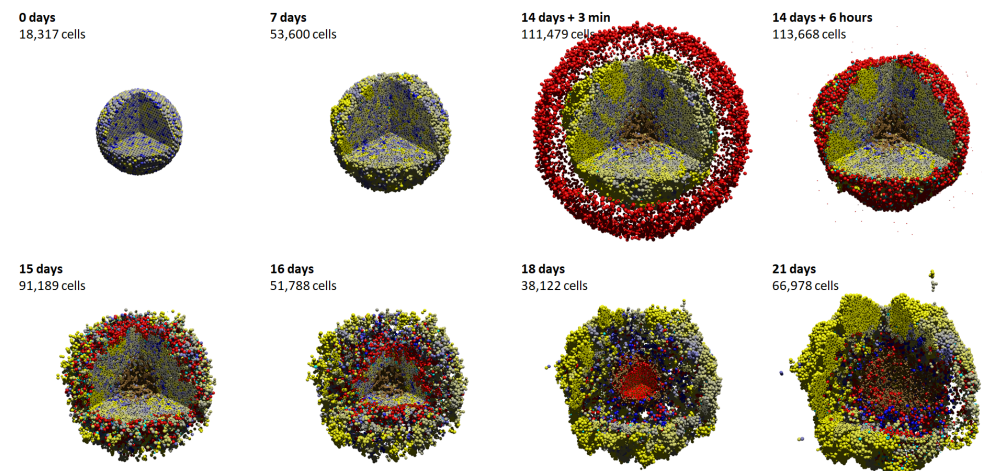 0 days
18,317 cells
7 days
53,600 cells
14 days + 3 min
111,479 cells
14 days + 6 hours
113,668 cells
15 days
91,189 cells
16 days
51,788 cells
18 days
38,122 cells
21 days
66,978 cells